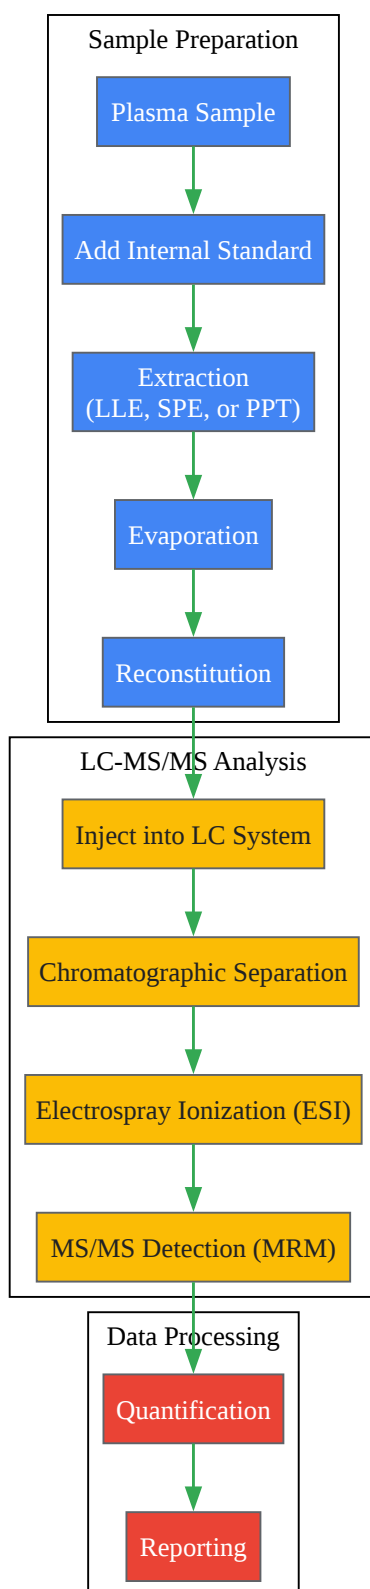 Sample Preparation
Plasma Sample
Add Internal Standard
Extraction
(LLE, SPE, or PPT)
Evaporation
Reconstitution
LC-MS/MS Analysis
Inject into LC System
Chromatographic Separation
Electrospray Ionization (ESI)
MS/MS Detection (MRM)
Data Processing
Quantification
Reporting